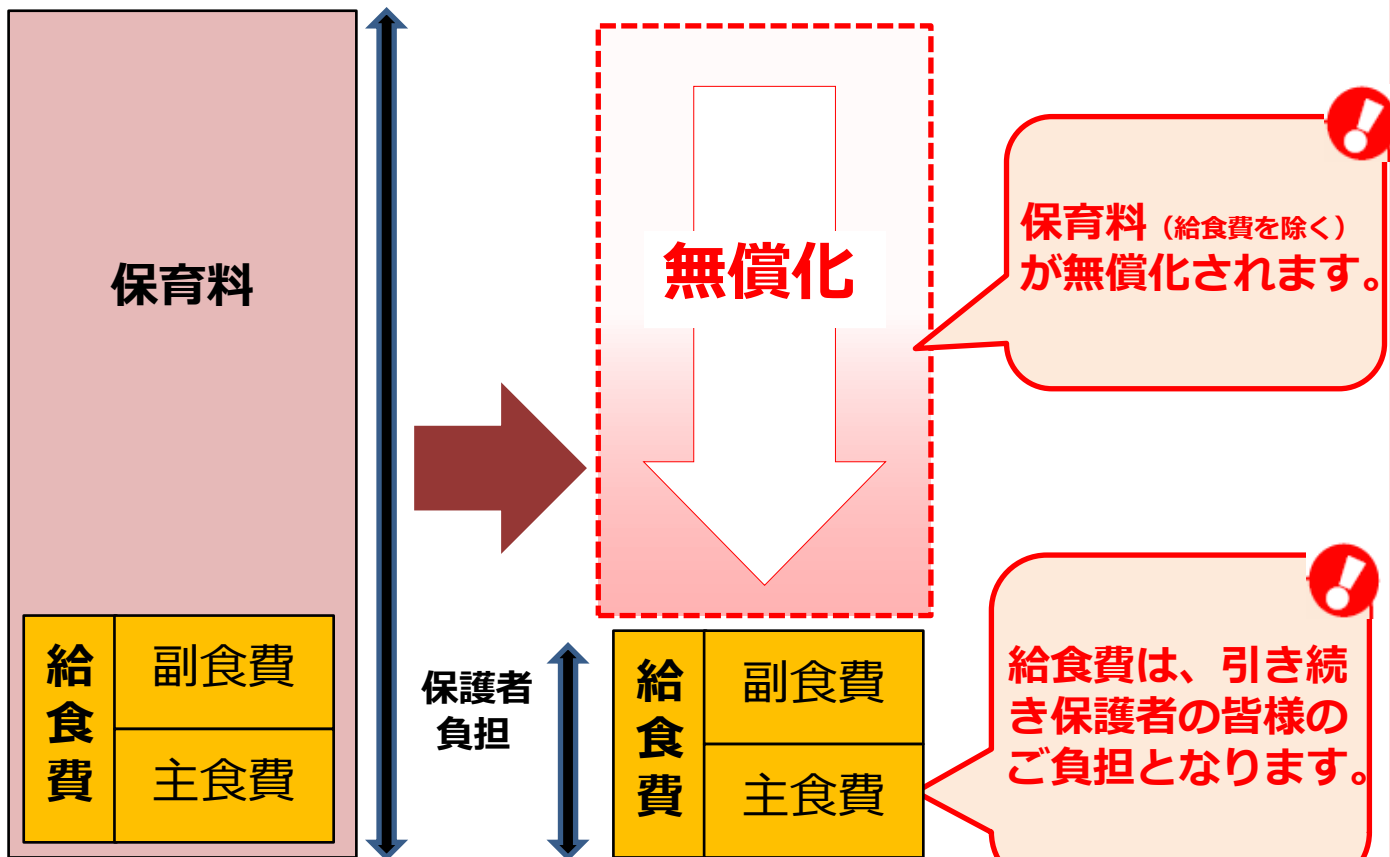 保育料
給食費
副食費
主食費
保護者
負担
無償化
給食費
副食費
主食費
保育料（給食費を除く）
が無償化されます。
給食費は、引き続
き保護者の皆様の
ご負担となります。